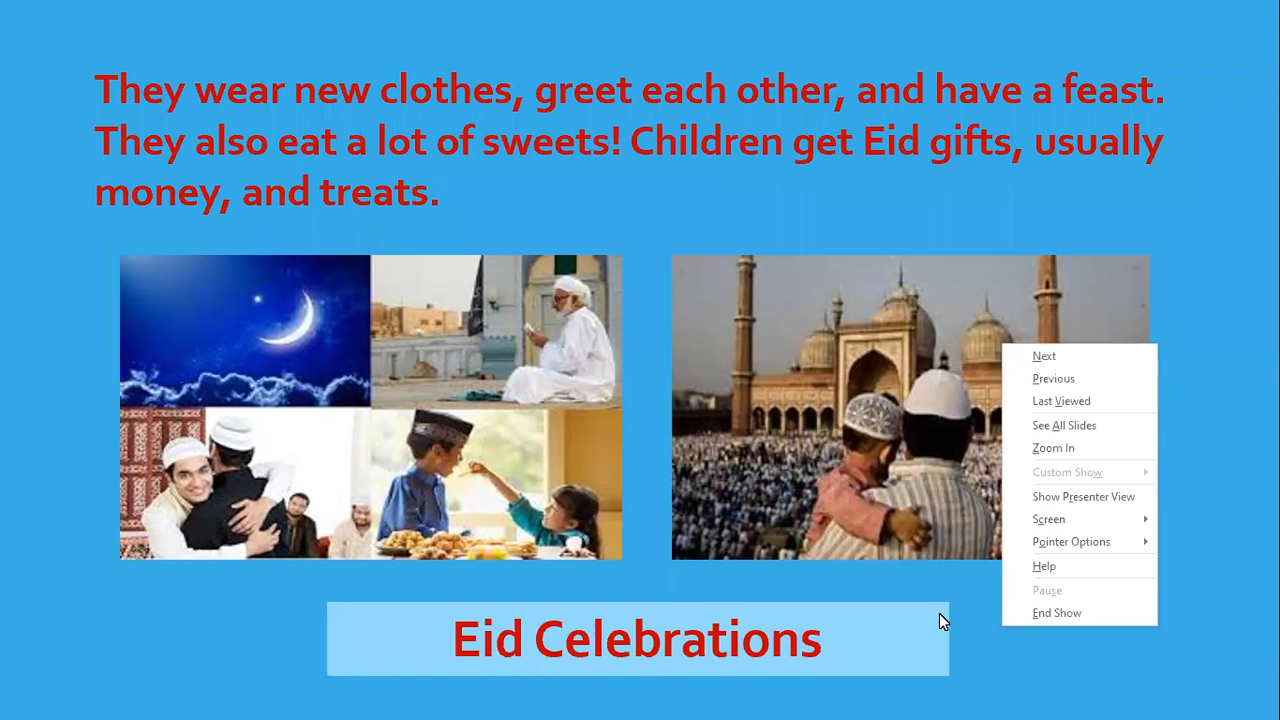 They wear new clothes, greet each other, and have a feast.
They also eat a lot of sweets! Children get Eid gifts, usually
money, and treats.
Next
Previous
Last Viewed
See All Slides
Zoom In
Custom Show
Show Presenter View
Screen
Pointer Options
Help
Pause
End Show
Eid Celebrations